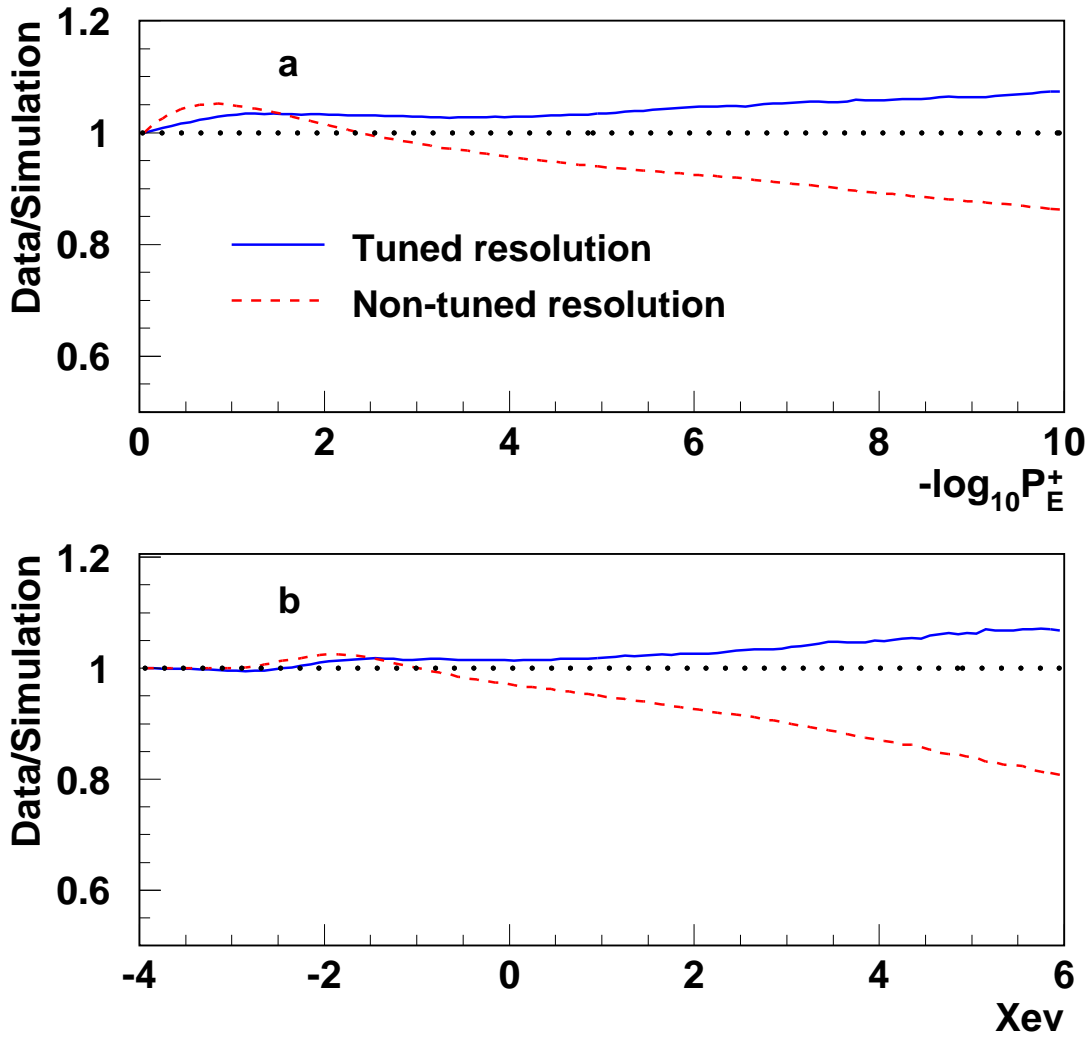 Data/Simulation
1.2
1
0.8
0.6
a
Tuned resolution
Non-tuned resolution
0 2 4 6 8 10
-log₁₀P_E^+
Data/Simulation
1.2
1
0.8
0.6
b
-4 -2 0 2 4 6
Xev